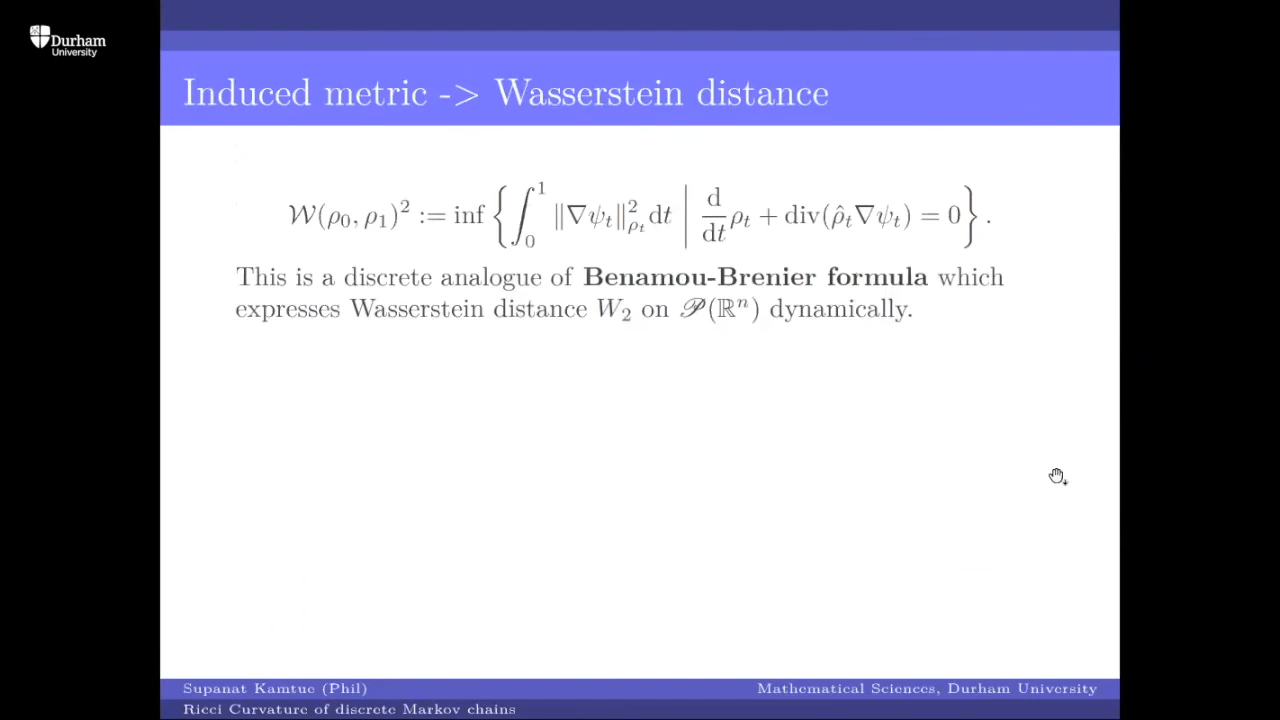 Durham
University
Induced metric -> Wasserstein distance
𝒲(ρ₀, ρ₁)² := inf { ∫₀¹ ‖∇ψₜ‖²_{ρₜ} dt | d/dt ρₜ + div(ρ̂ₜ∇ψₜ) = 0 } .
This is a discrete analogue of Benamou-Brenier formula which
expresses Wasserstein distance W₂ on 𝒫(ℝⁿ) dynamically.
Supanat Kamtue (Phil) Mathematical Sciences, Durham University
Ricci Curvature of discrete Markov chains